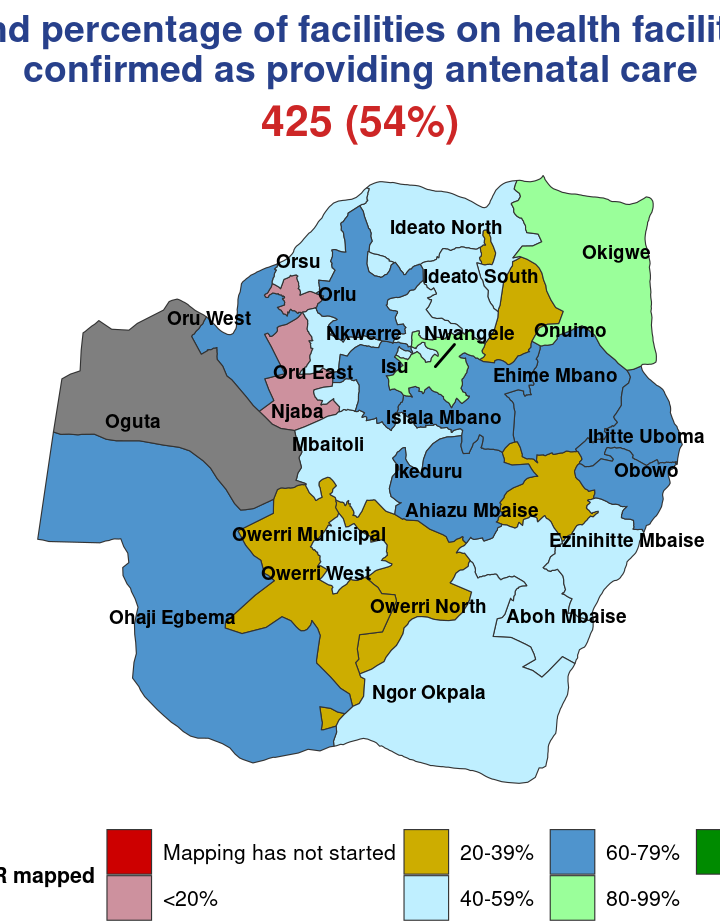 percentage of facilities on health
confirmed as providing antenatal care
425 (54%)
Ideato North
Okigwe
Orsu
Ideato South
Orlu
Oru West
Nkwerre
Nwangele
Onuimo
Isu
Oru East
Ehime Mbano
Njaba
Oguta
Isiala Mbano
Ihitte Uboma
Mbaitoli
Ikeduru
Obowo
Ahiazu Mbaise
Owerri Municipal
Ezinihitte Mbaise
Owerri West
Owerri North
Ohaji Egbema
Aboh Mbaise
Ngor Okpala
Mapping has not started
20-39%
60-79%
mapped
<20%
40-59%
80-99%